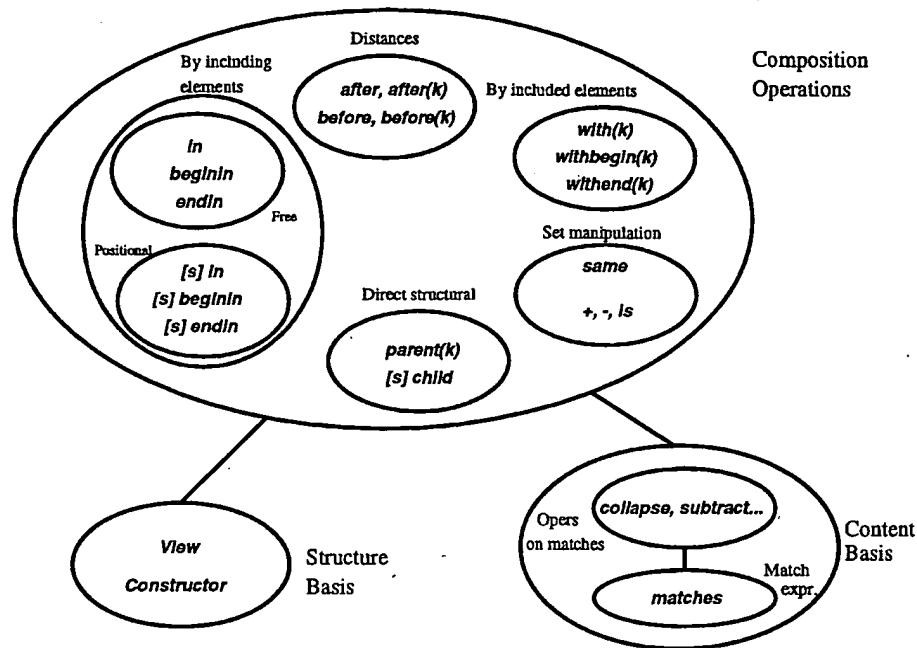 Distances
after, after(k)
before, before(k)
Composition
Operations
By including
elements
in
beginin
endin
Free
Positional
[s] in
[s] beginin
[s] endin
By included elements
with(k)
withbegin(k)
withend(k)
Set manipulation
same
+, -, is
Direct structural
parent(k)
[s] child
View
Constructor
Structure
Basis
Opers
on matches
collapse, subtract...
matches
Match
expr.
Content
Basis